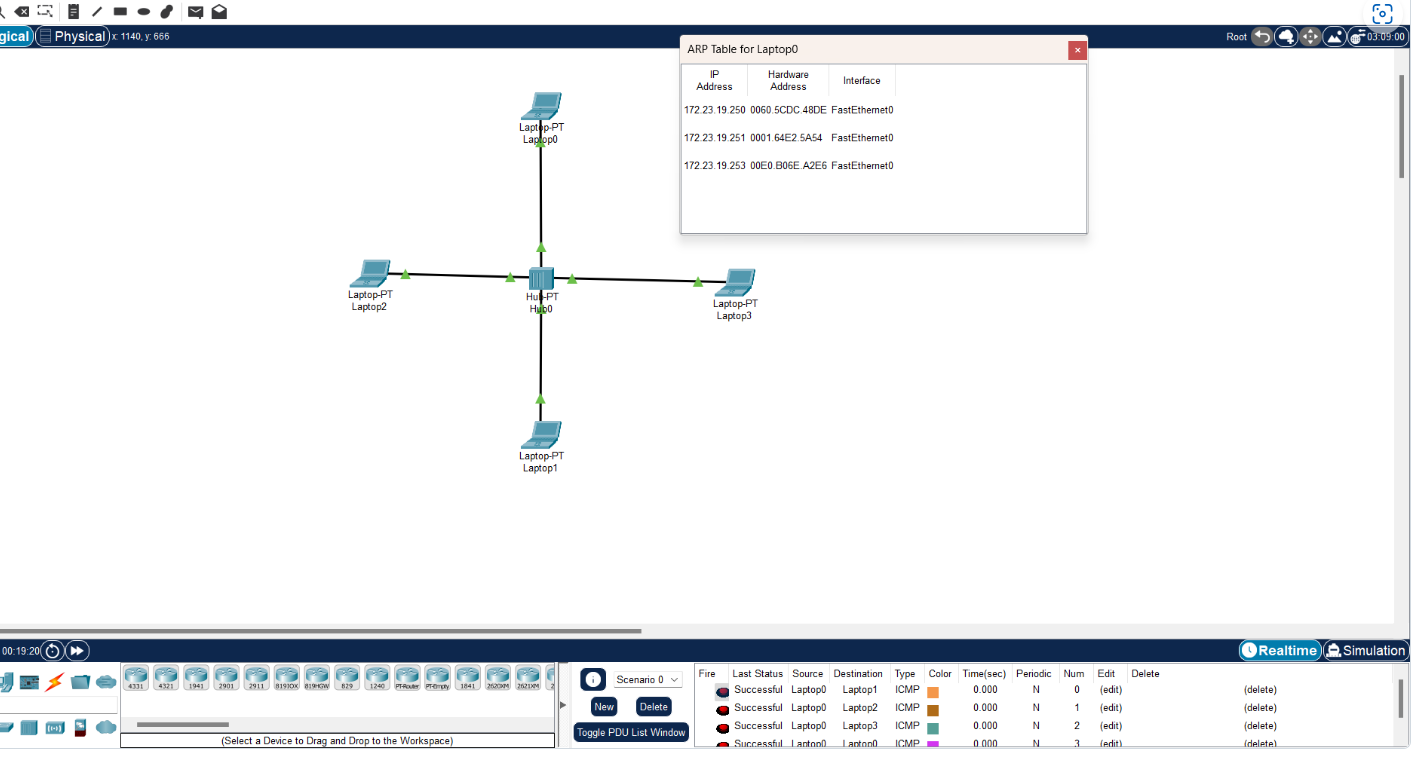 gical Physical x: 1140, y: 666 Root 03:09:00
ARP Table for Laptop0
IP Address Hardware Address Interface
172.23.19.250 0060.5CDC.48DE FastEthernet0
172.23.19.251 0001.64E2.5A54 FastEthernet0
172.23.19.253 00E0.B06E.A2E6 FastEthernet0
Laptop-PT
Laptop0
Laptop-PT
Laptop2
Hub-PT
Hub0
Laptop-PT
Laptop3
Laptop-PT
Laptop1
00:19:20 Realtime Simulation
4331 4321 1941 2901 2911 819IOX 819HGW 829 1240 PT-Router PT-Empty 1841 2620XM 2621XM 2
(Select a Device to Drag and Drop to the Workspace)
Scenario 0
New Delete
Toggle PDU List Window
Fire Last Status Source Destination Type Color Time(sec) Periodic Num Edit Delete
Successful Laptop0 Laptop1 ICMP 0.000 N 0 (edit) (delete)
Successful Laptop0 Laptop2 ICMP 0.000 N 1 (edit) (delete)
Successful Laptop0 Laptop3 ICMP 0.000 N 2 (edit) (delete)
Successful Laptop0 Laptop0 ICMP 0.000 N 3 (edit) (delete)